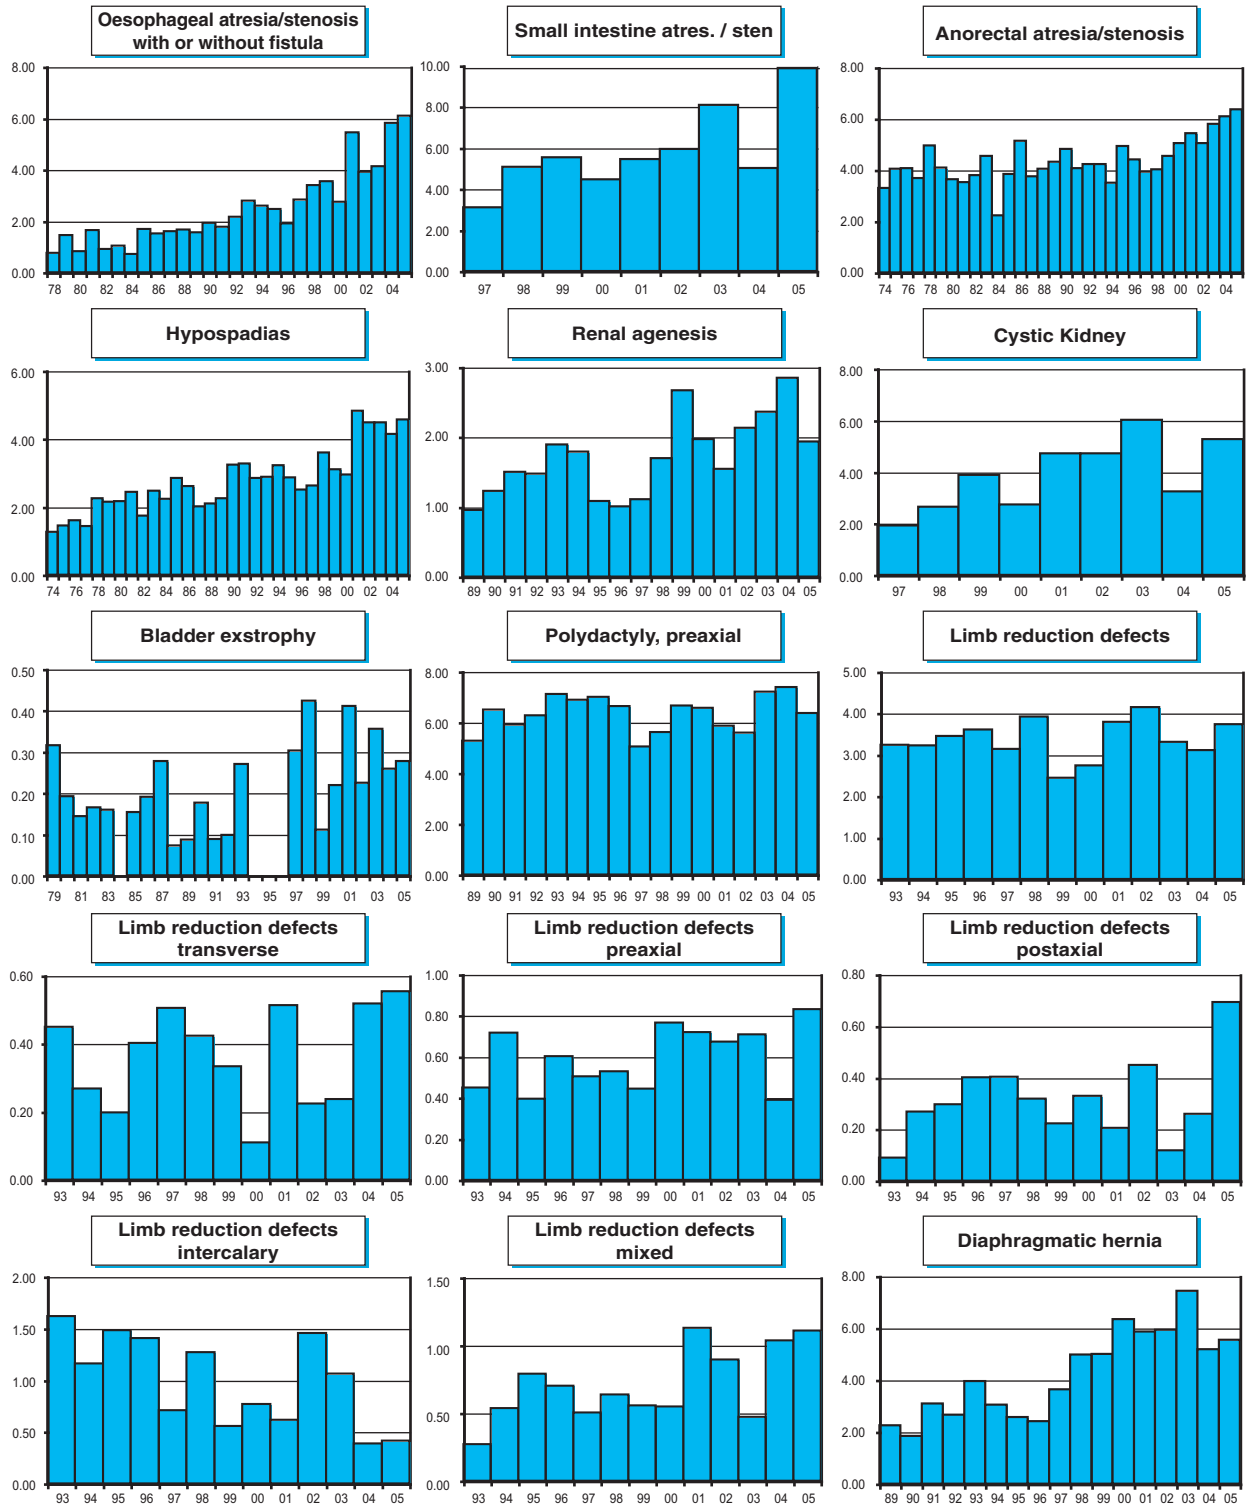 Oesophageal atresia/stenosis
with or without fistula
8.00
6.00
4.00
2.00
0.00
78 80 82 84 86 88 90 92 94 96 98 00 02 04
Small intestine atres. / sten
10.00
8.00
6.00
4.00
2.00
0.00
97 98 99 00 01 02 03 04 05
Anorectal atresia/stenosis
8.00
6.00
4.00
2.00
0.00
74 76 78 80 82 84 86 88 90 92 94 96 98 00 02 04
Hypospadias
6.00
4.00
2.00
0.00
74 76 78 80 82 84 86 88 90 92 94 96 98 00 02 04
Renal agenesis
3.00
2.00
1.00
0.00
89 90 91 92 93 94 95 96 97 98 99 00 01 02 03 04 05
Cystic Kidney
8.00
6.00
4.00
2.00
0.00
97 98 99 00 01 02 03 04 05
Bladder exstrophy
0.50
0.40
0.30
0.20
0.10
0.00
79 81 83 85 87 89 91 93 95 97 99 01 03 05
Polydactyly, preaxial
8.00
6.00
4.00
2.00
0.00
89 90 91 92 93 94 95 96 97 98 99 00 01 02 03 04 05
Limb reduction defects
5.00
4.00
3.00
2.00
1.00
0.00
93 94 95 96 97 98 99 00 01 02 03 04 05
Limb reduction defects
transverse
0.60
0.40
0.20
0.00
93 94 95 96 97 98 99 00 01 02 03 04 05
Limb reduction defects
preaxial
1.00
0.80
0.60
0.40
0.20
0.00
93 94 95 96 97 98 99 00 01 02 03 04 05
Limb reduction defects
postaxial
0.80
0.60
0.40
0.20
0.00
93 94 95 96 97 98 99 00 01 02 03 04 05
Limb reduction defects
intercalary
2.00
1.50
1.00
0.50
0.00
93 94 95 96 97 98 99 00 01 02 03 04 05
Limb reduction defects
mixed
1.50
1.00
0.50
0.00
93 94 95 96 97 98 99 00 01 02 03 04 05
Diaphragmatic hernia
8.00
6.00
4.00
2.00
0.00
89 90 91 92 93 94 95 96 97 98 99 00 01 02 03 04 05